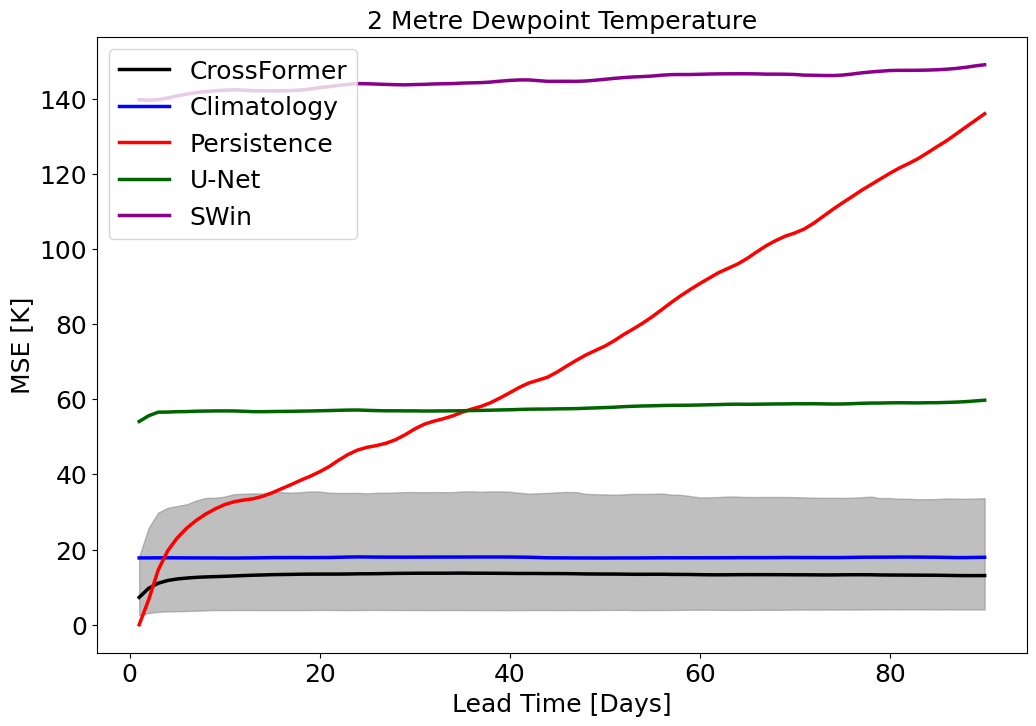 2 Metre Dewpoint Temperature
CrossFormer
Climatology
Persistence
U-Net
SWin
MSE [K]
140
120
100
80
60
40
20
0
0 20 40 60 80
Lead Time [Days]